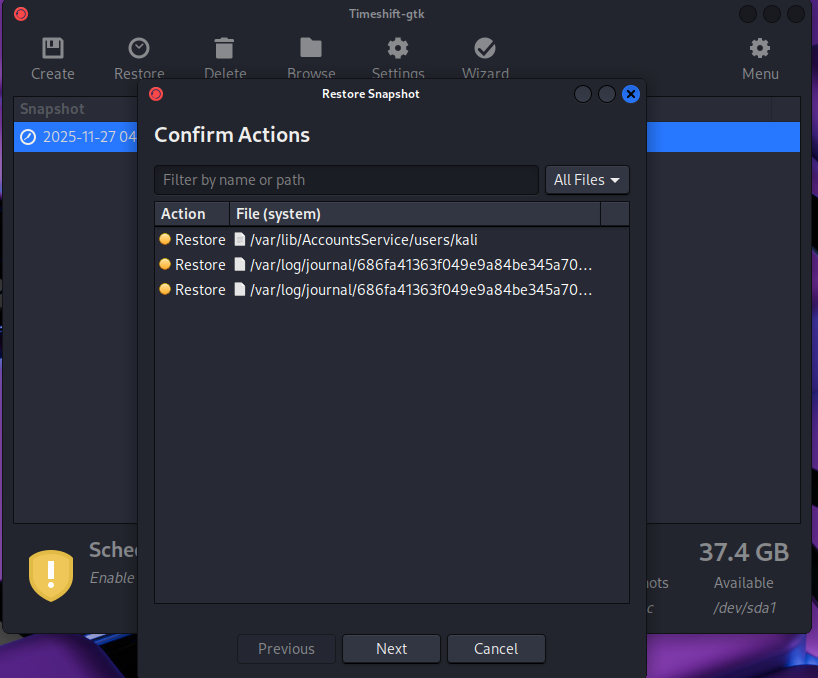 Timeshift-gtk
Create Restore Delete Browse Settings Wizard Menu
Restore Snapshot
Snapshot
2025-11-27 04
Confirm Actions
Filter by name or path All Files
Action File (system)
Restore /var/lib/AccountsService/users/kali
Restore /var/log/journal/686fa41363f049e9a84be345a70...
Restore /var/log/journal/686fa41363f049e9a84be345a70...
Sched 37.4 GB
Enable hots Available
c /dev/sda1
Previous Next Cancel